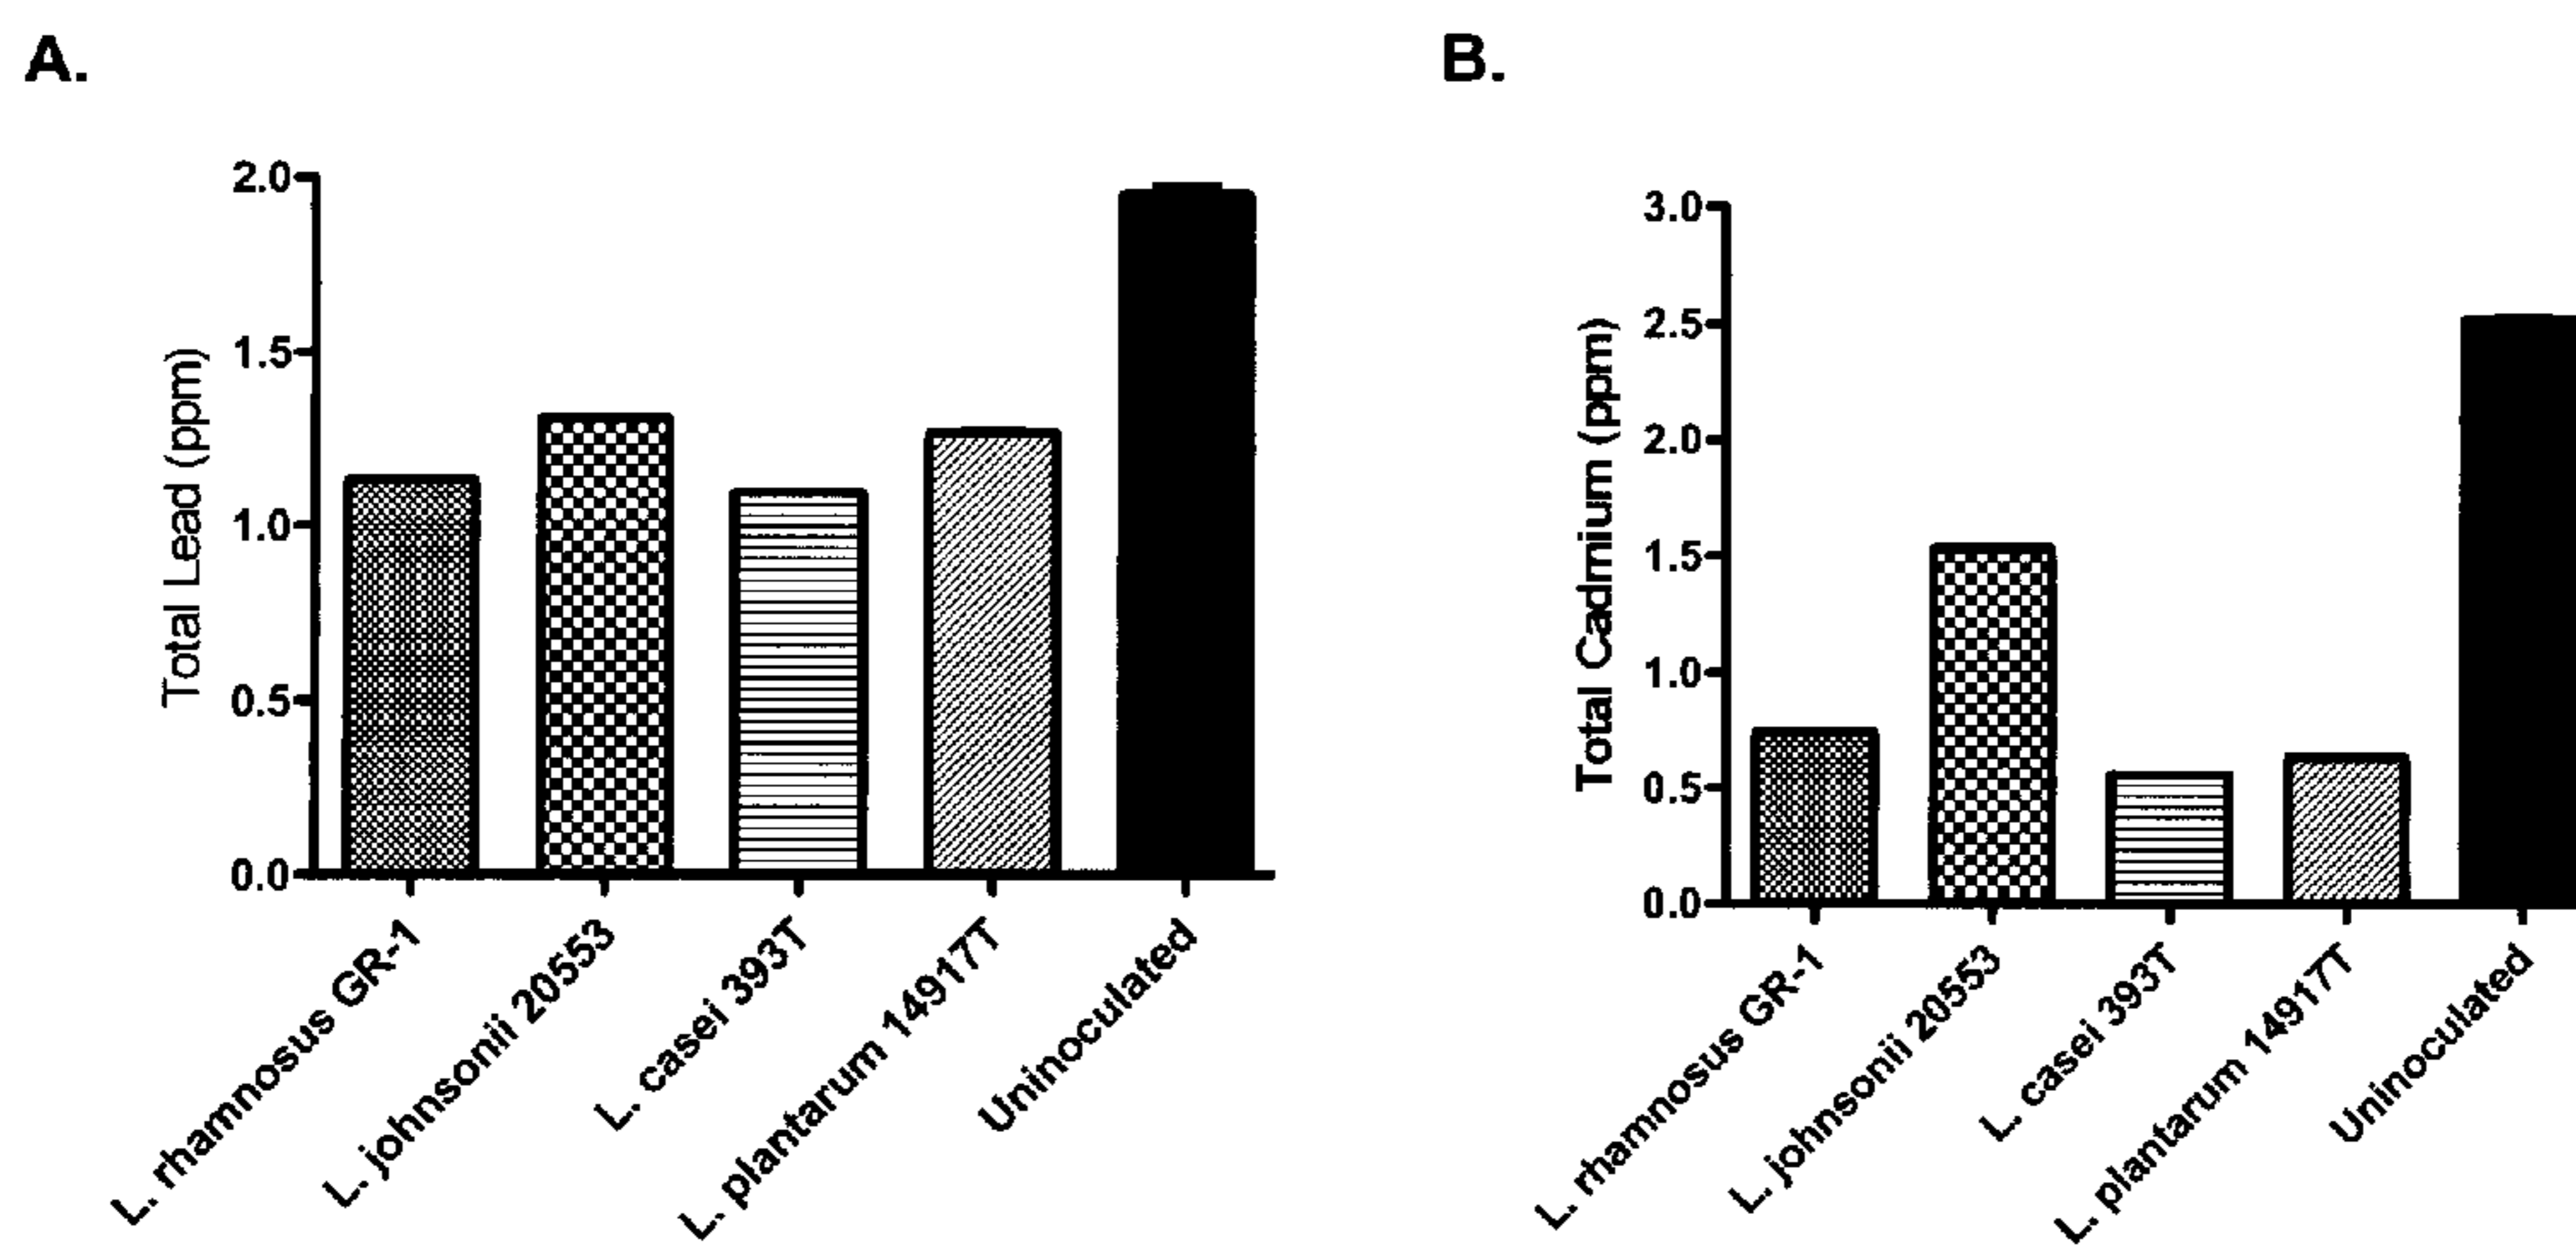 A.
Total Lead (ppm)
2.0
1.5
1.0
0.5
0.0
L. rhamnosus GR-1
L. johnsonii 20553
L. casei 393T
L. plantarum 14917T
Uninoculated
B.
Total Cadmium (ppm)
3.0
2.5
2.0
1.5
1.0
0.5
0.0
L. rhamnosus GR-1
L. johnsonii 20553
L. casei 393T
L. plantarum 14917T
Uninoculated